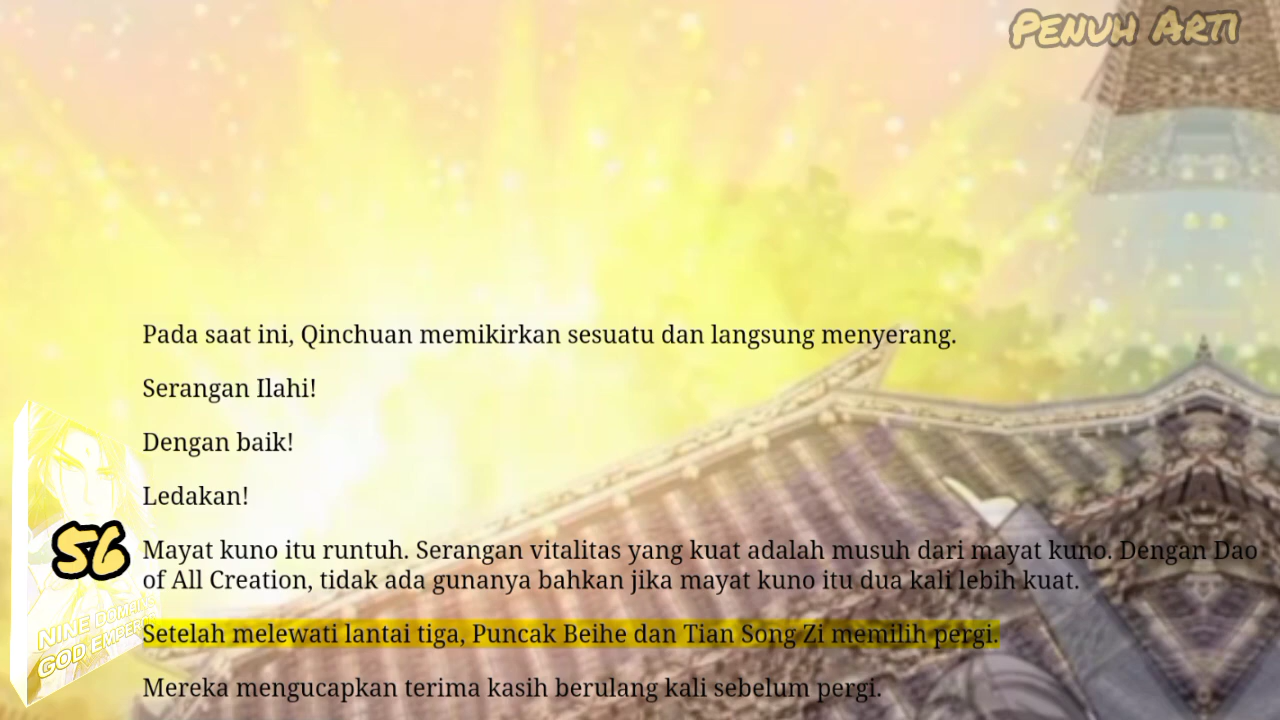 Penuh Arti
Pada saat ini, Qinchuan memikirkan sesuatu dan langsung menyerang.
Serangan Ilahi!
Dengan baik!
Ledakan!
56
Mayat kuno itu runtuh. Serangan vitalitas yang kuat adalah musuh dari mayat kuno. Dengan Dao
of All Creation, tidak ada gunanya bahkan jika mayat kuno itu dua kali lebih kuat.
NINE DOMAINS
GOD EMPEROR
Setelah melewati lantai tiga, Puncak Beihe dan Tian Song Zi memilih pergi.
Mereka mengucapkan terima kasih berulang kali sebelum pergi.